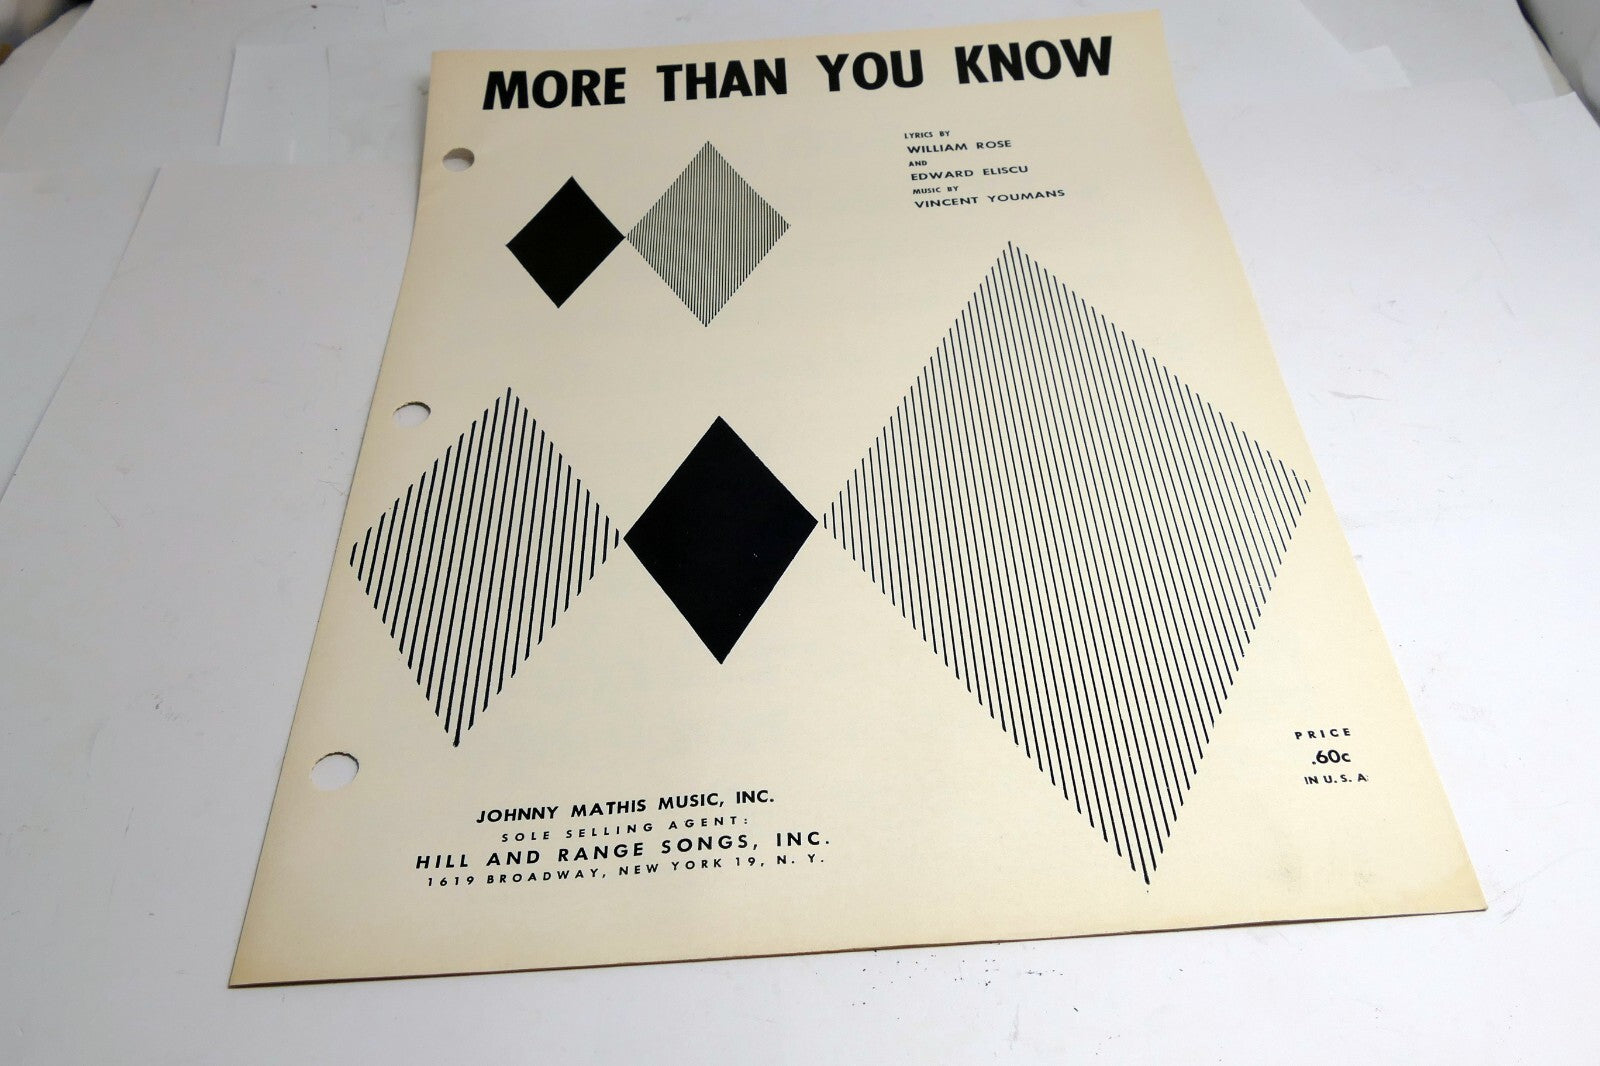 MORE THAN YOU KNOW
LYRICS BY
WILLIAM ROSE
AND
EDWARD ELISCU
MUSIC BY
VINCENT YOUMANS
PRICE
.60c
IN U. S. A.
JOHNNY MATHIS MUSIC, INC.
SOLE SELLING AGENT:
HILL AND RANGE SONGS, INC.
1619 BROADWAY, NEW YORK 19, N. Y.